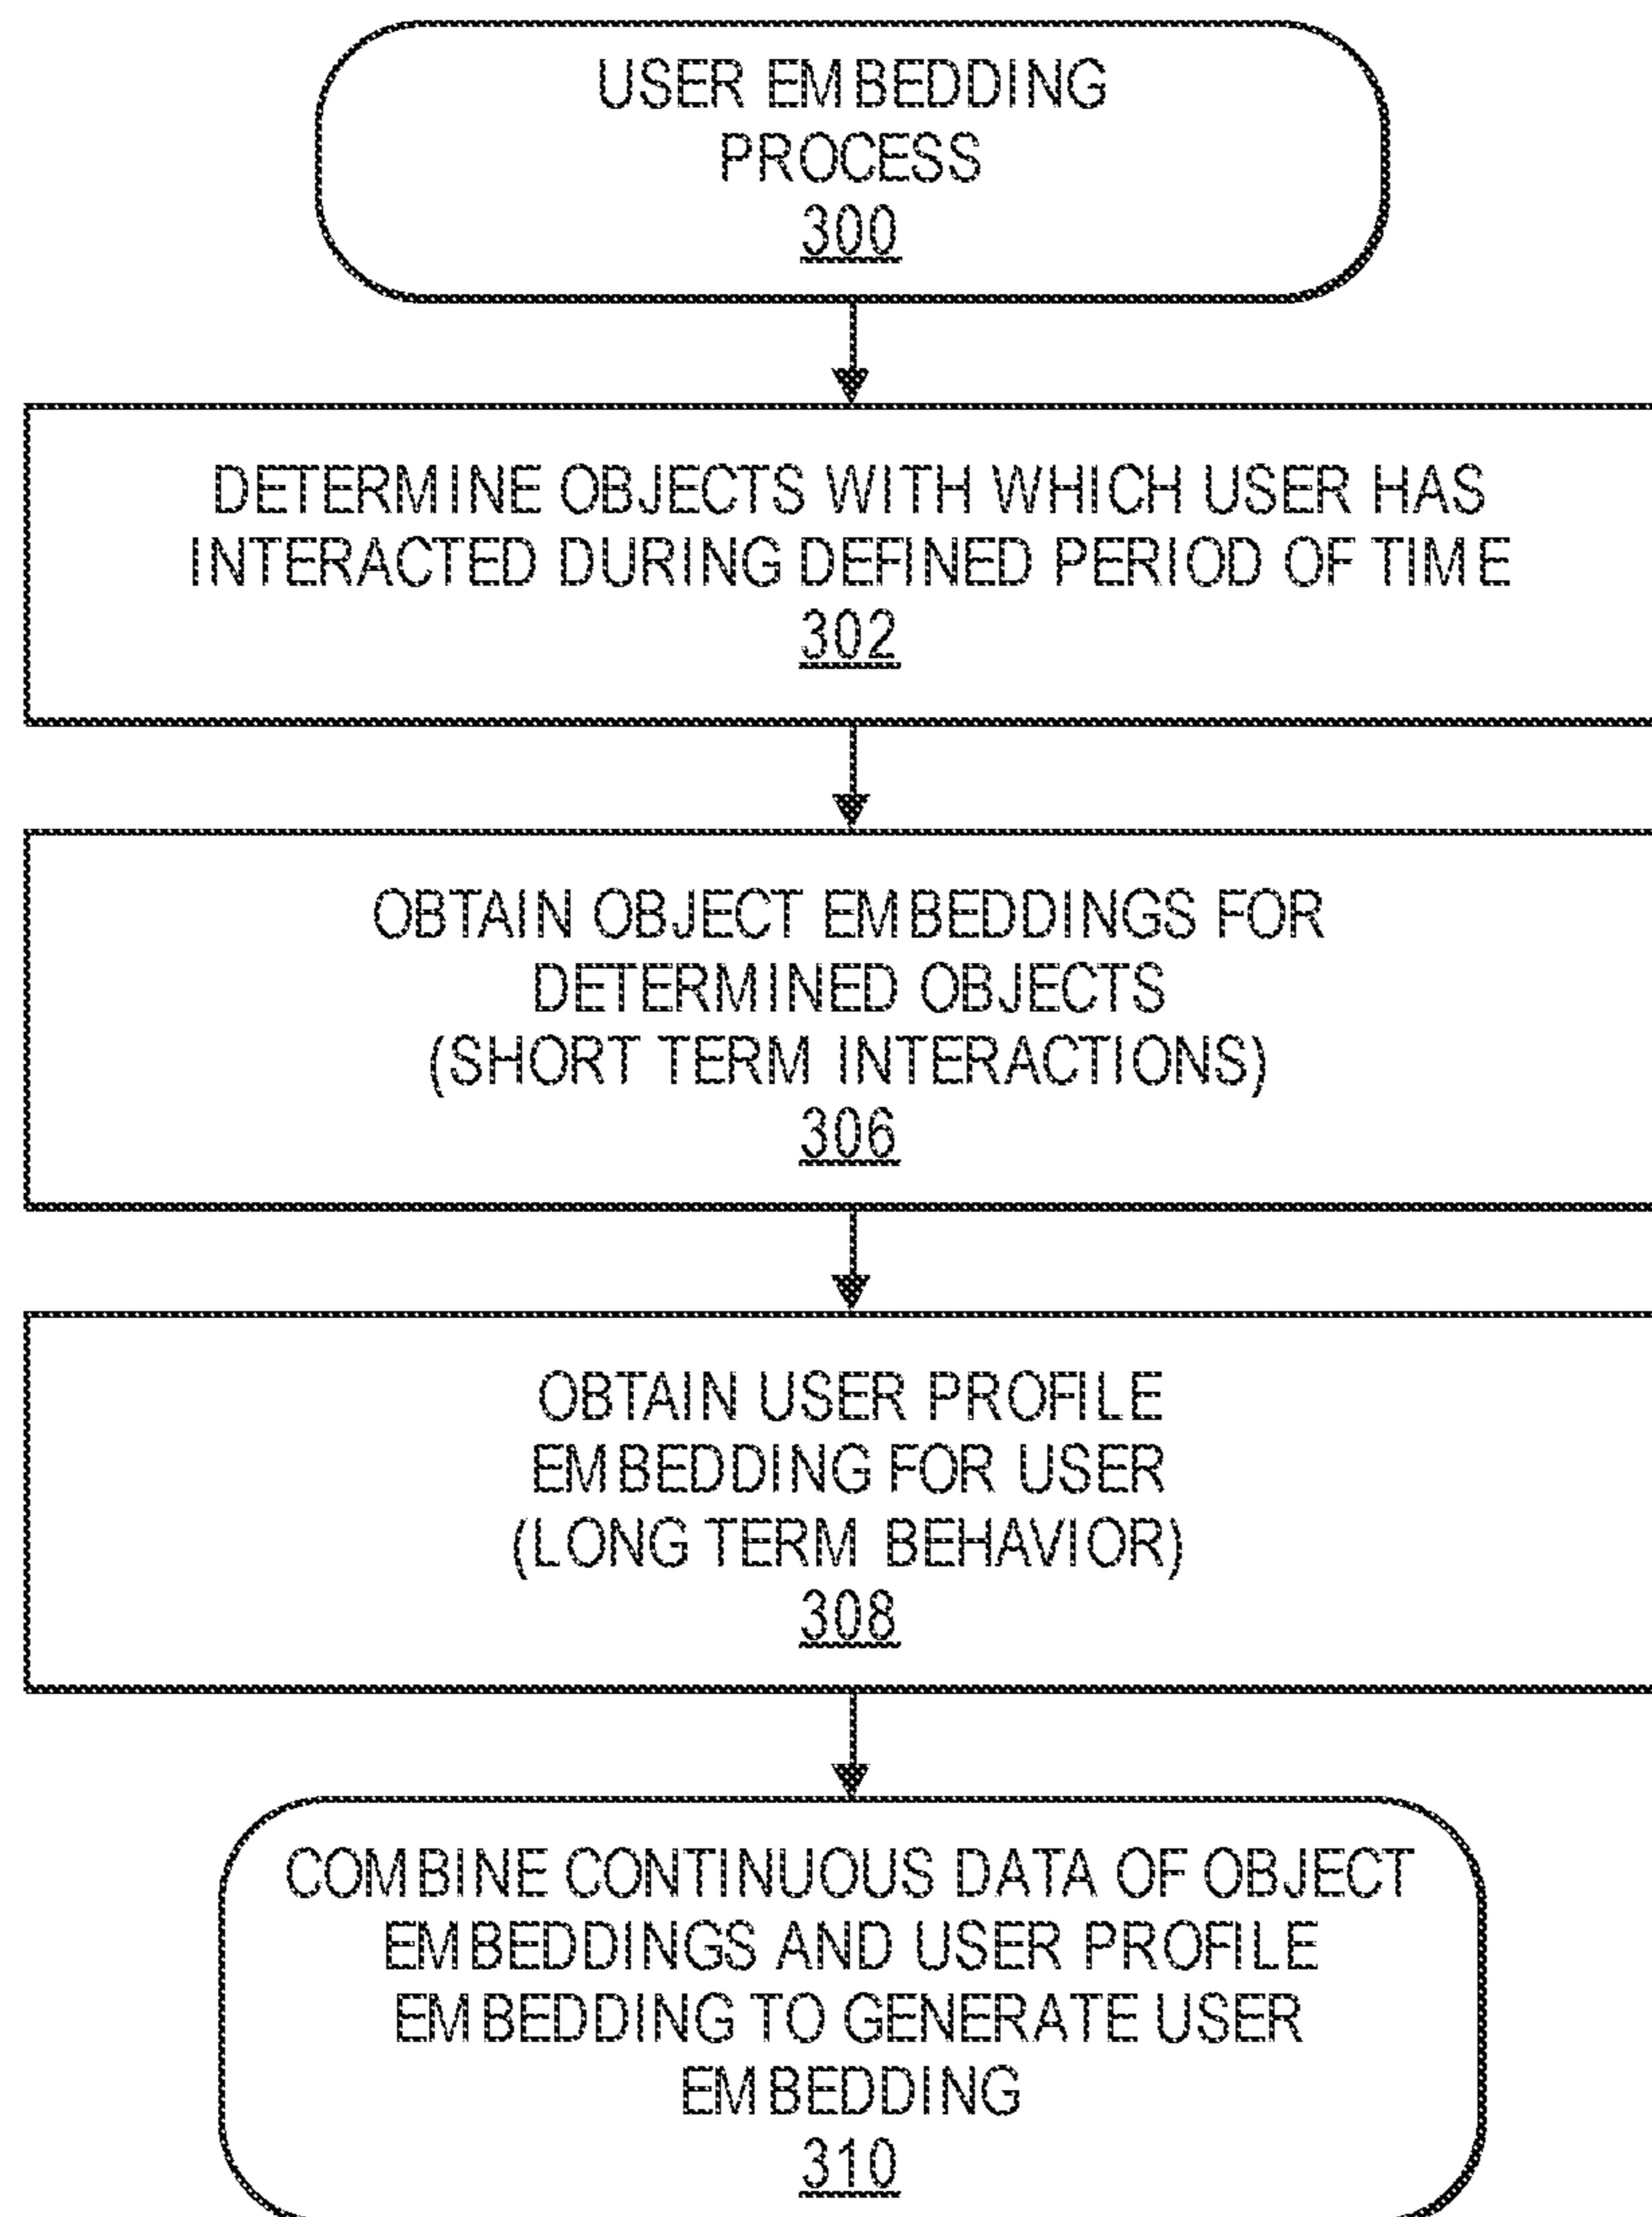 USER EMBEDDING
PROCESS
300
DETERMINE OBJECTS WITH WHICH USER HAS
INTERACTED DURING DEFINED PERIOD OF TIME
302
OBTAIN OBJECT EMBEDDINGS FOR
DETERMINED OBJECTS
(SHORT TERM INTERACTIONS)
306
OBTAIN USER PROFILE
EMBEDDING FOR USER
(LONG TERM BEHAVIOR)
308
COMBINE CONTINUOUS DATA OF OBJECT
EMBEDDINGS AND USER PROFILE
EMBEDDING TO GENERATE USER
EMBEDDING
310